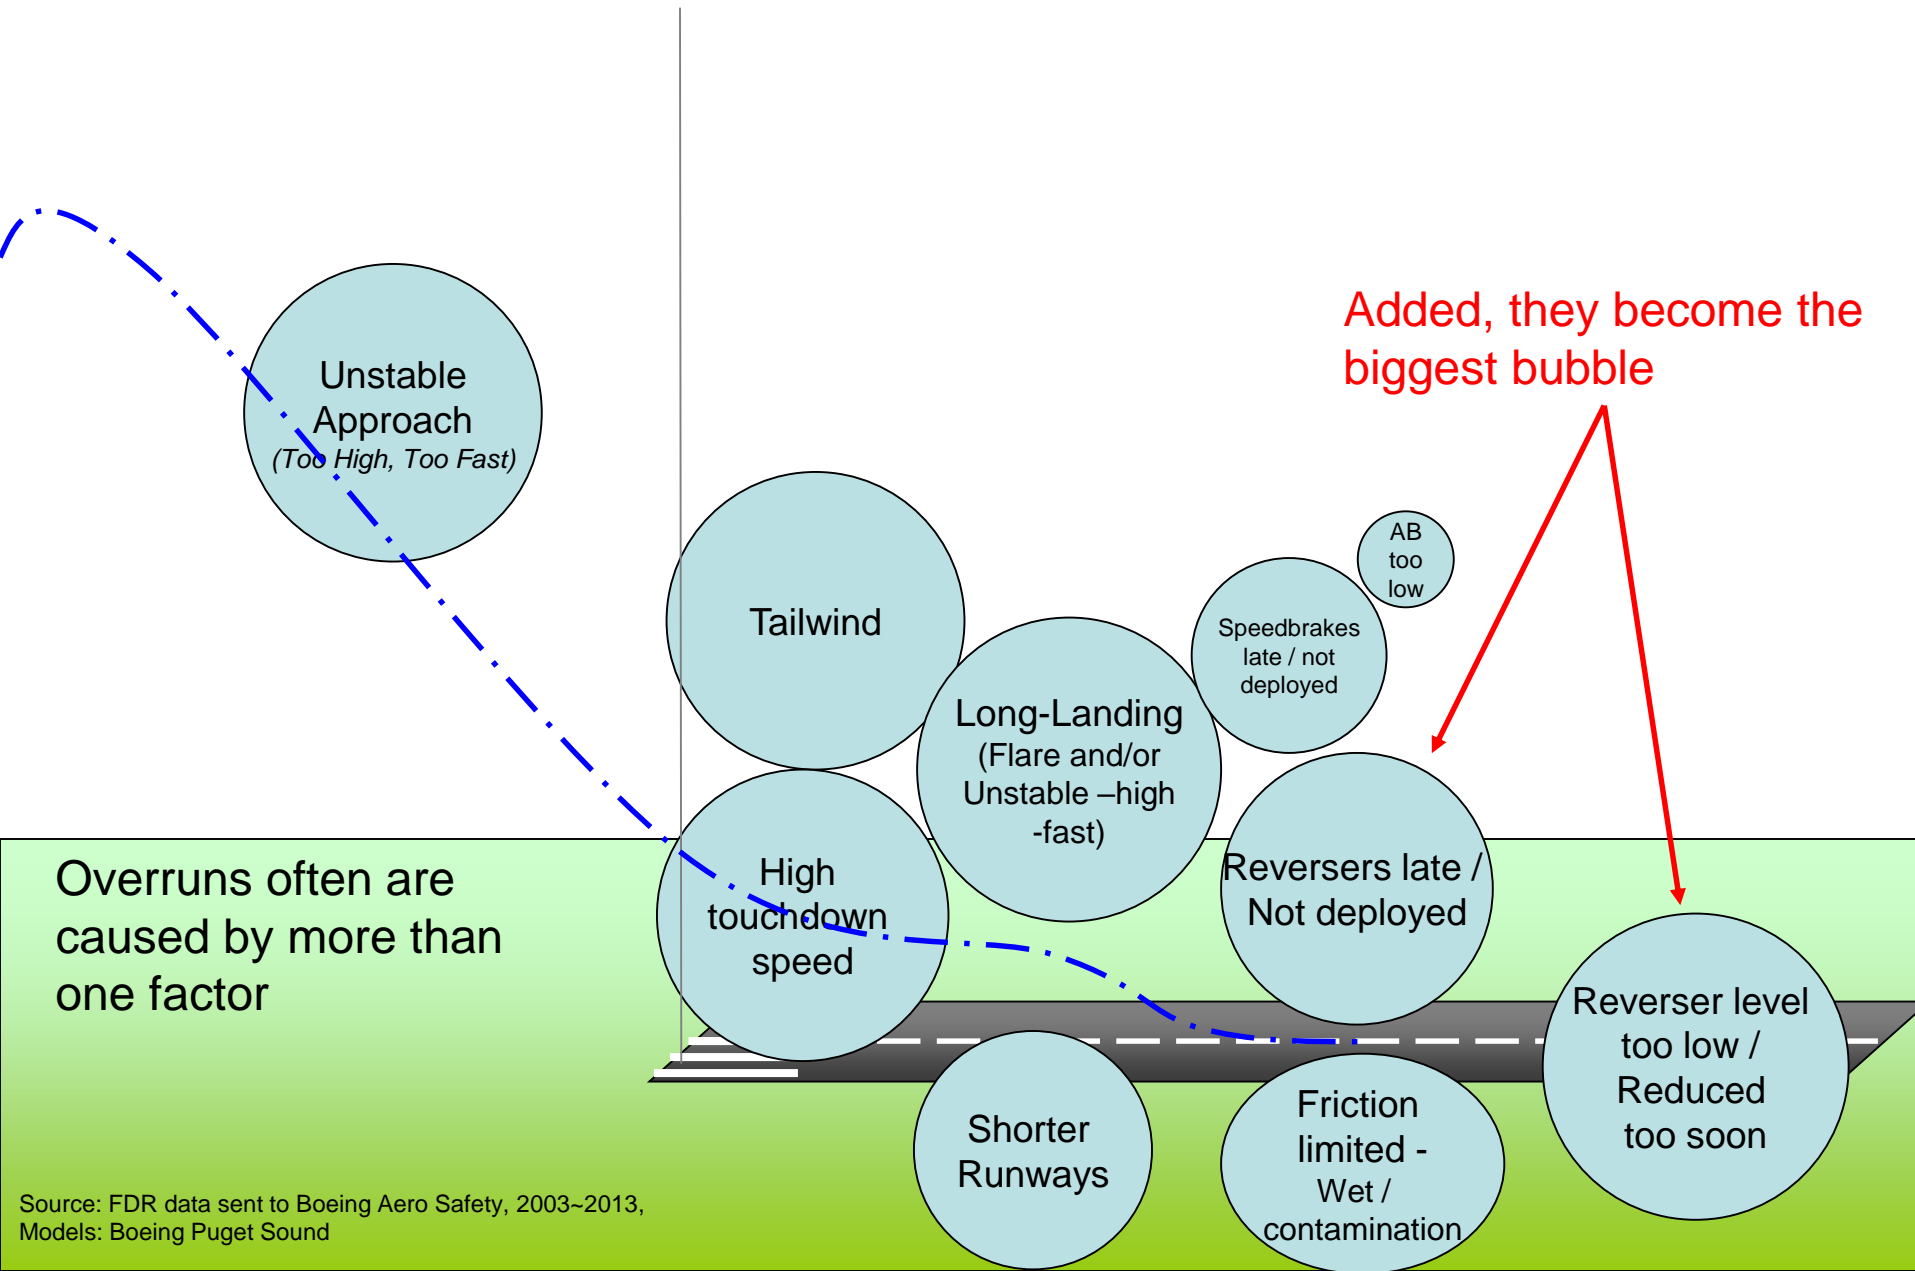 Added, they become the
biggest bubble
Unstable
Approach
(Too High, Too Fast)
Tailwind
AB
too
low
Speedbrakes
late / not
deployed
Long-Landing
(Flare and/or
Unstable –high
-fast)
High
touchdown
speed
Reversers late /
Not deployed
Overruns often are
caused by more than
one factor
Reverser level
too low /
Reduced
too soon
Shorter
Runways
Friction
limited -
Wet /
contamination
Source: FDR data sent to Boeing Aero Safety, 2003~2013,
Models: Boeing Puget Sound